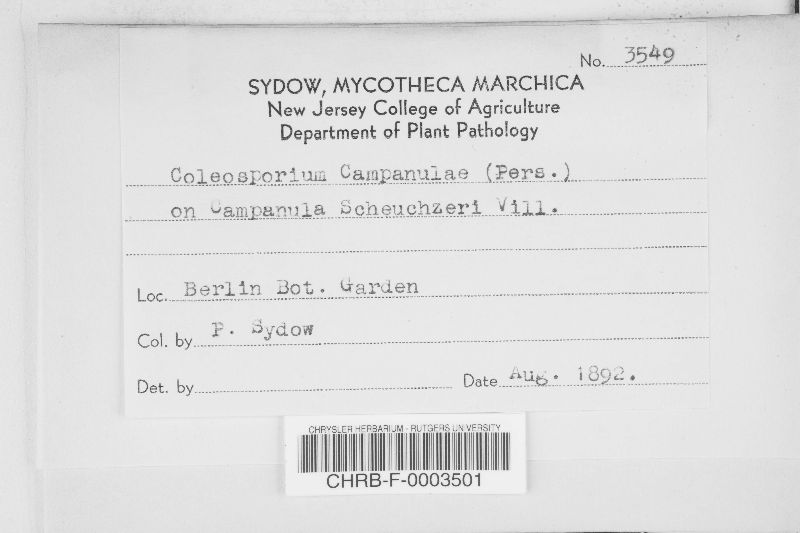 No. 3549
SYDOW, MYCOTHECA MARCHICA
New Jersey College of Agriculture
Department of Plant Pathology
Coleosporium Campanulae (Pers.)
on Campanula Scheuchzeri Vill.
Loc. Berlin Bot. Garden
Col. by P. Sydow
Det. by
Date Aug. 1892.
CHRYSLER HERBARIUM - RUTGERS UNIVERSITY
CHRB-F-0003501